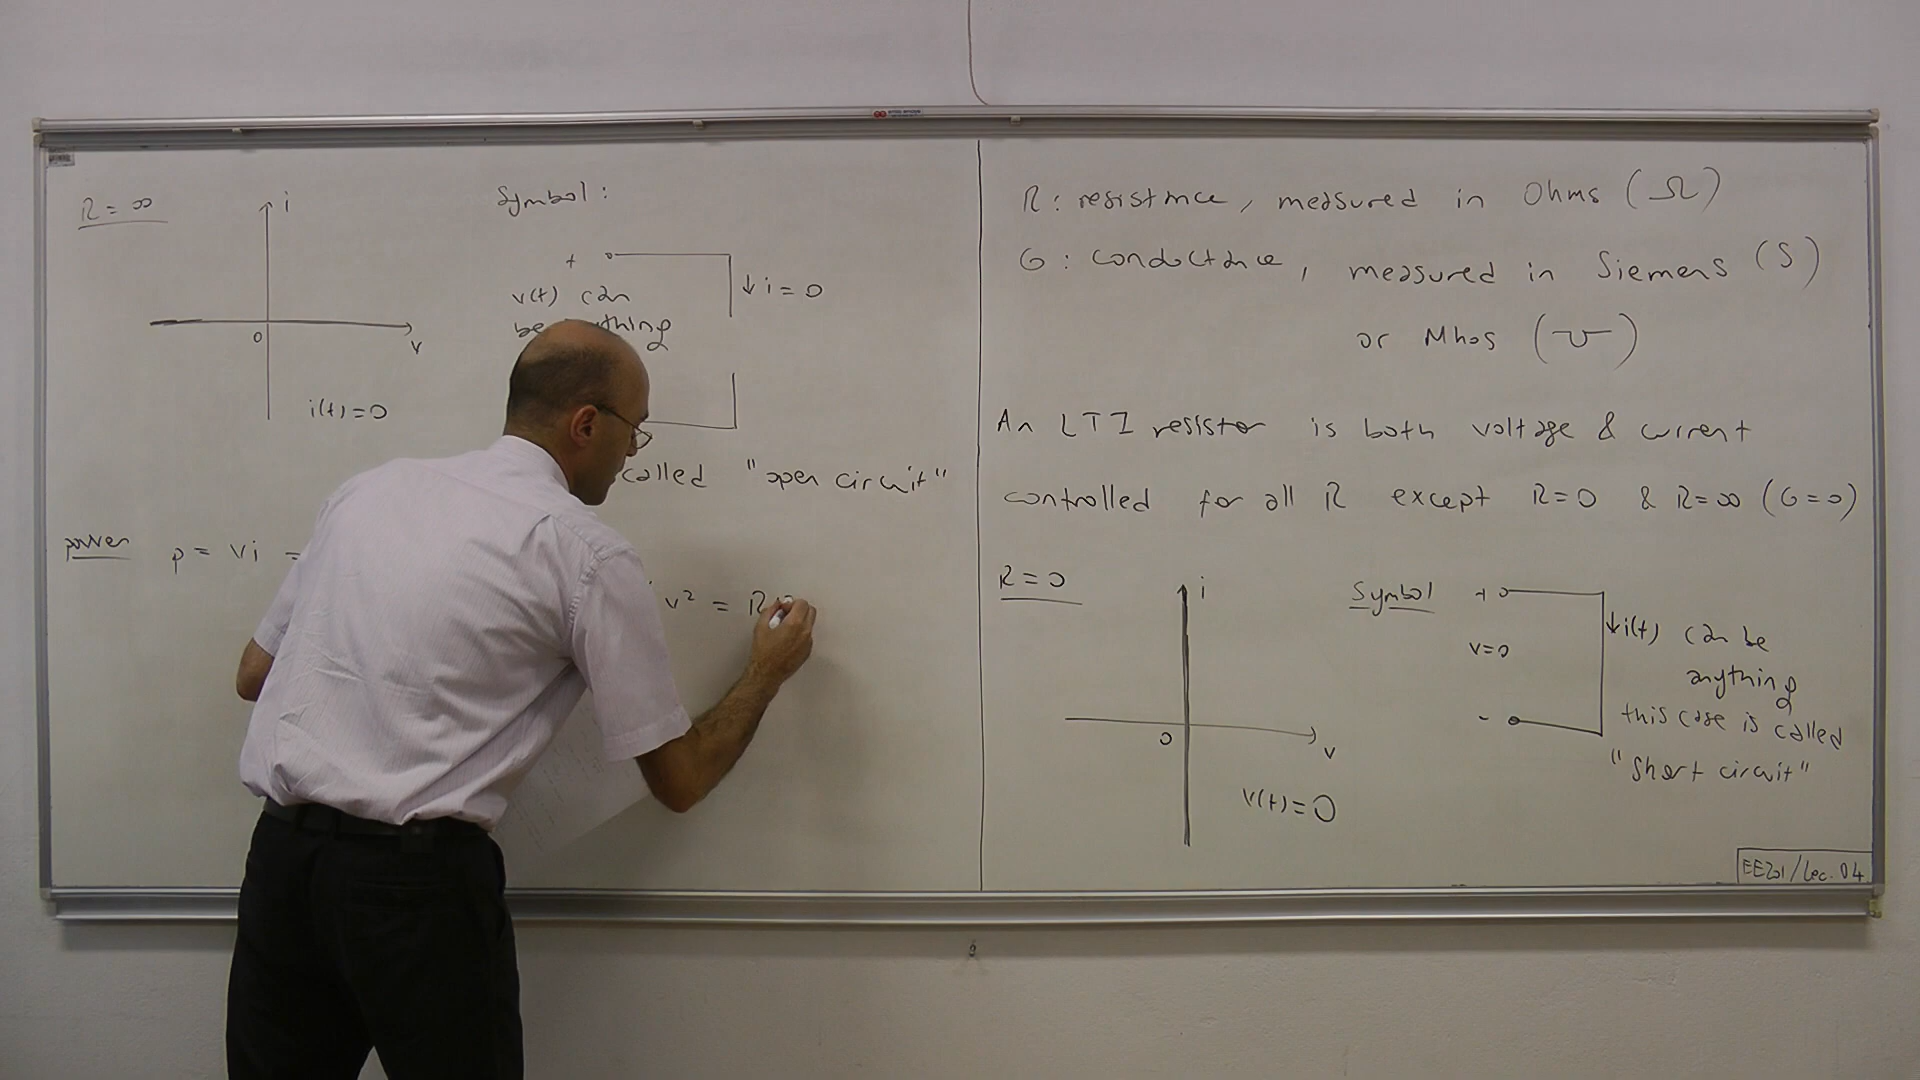 R = ∞
i
v
0
i(t) = 0
Symbol :
+
v(t) can
be
↓ i = 0
called "open circuit"
power p = vi =
v² = R
R : resistance, measured in Ohms (Ω)
G : conductance, measured in Siemens (S)
or Mhos (℧)
An LTI resistor is both voltage & current
controlled for all R except R=0 & R=∞ (G=0)
R = 0
i
v
0
v(t) = 0
Symbol
+
v=0
-
↓i(t) can be
anything
this case is called
"short circuit"
EE201/Lec. 04